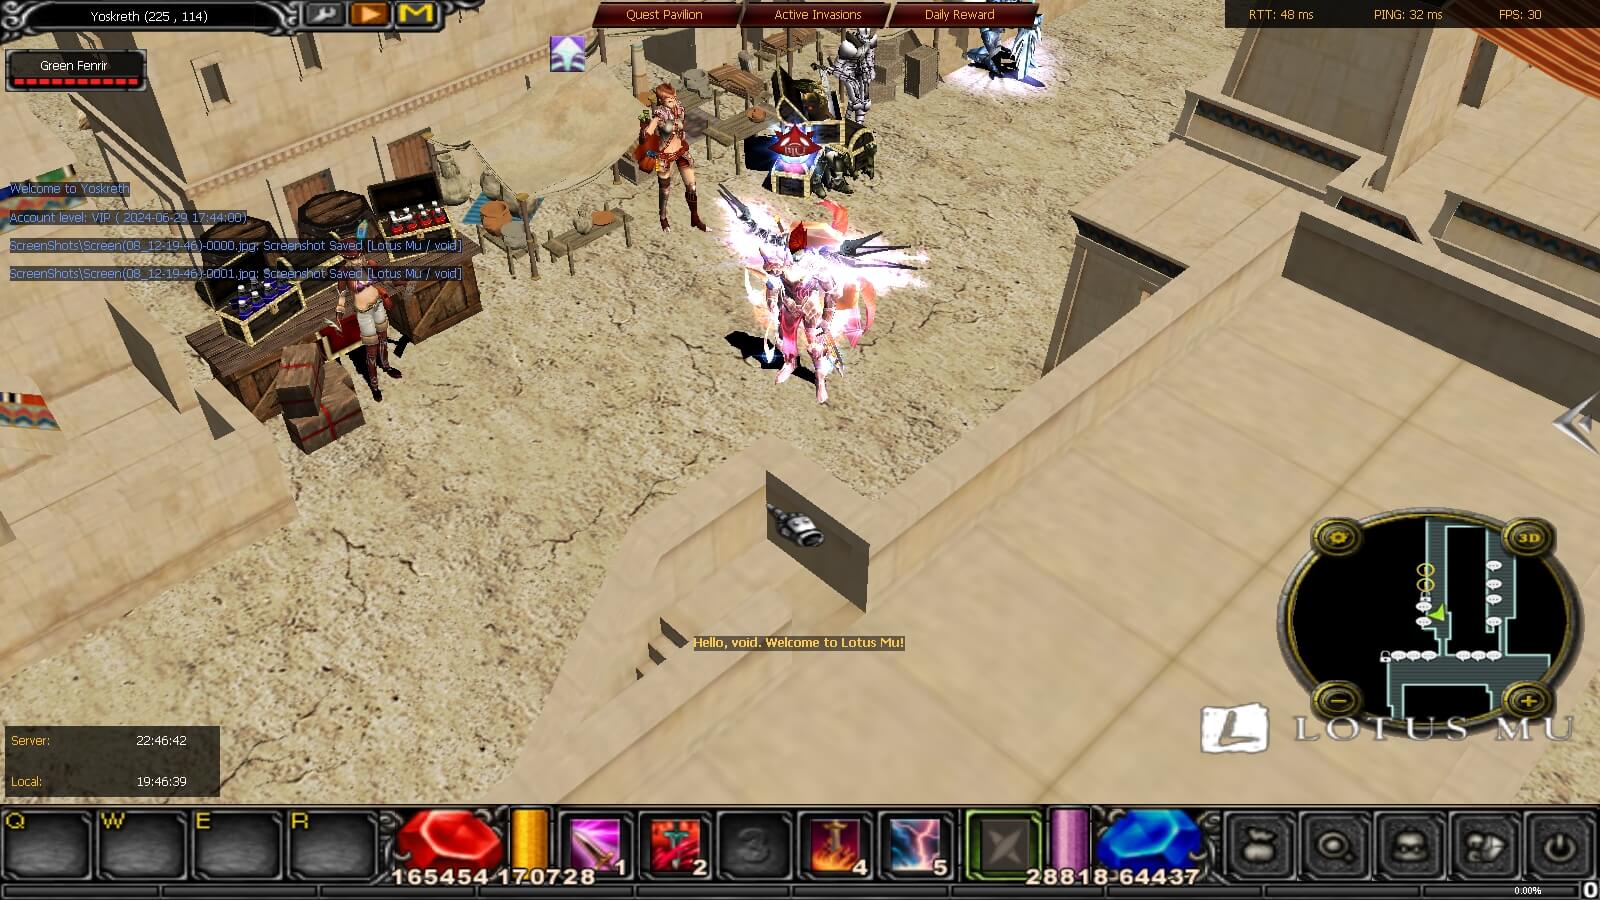 Yoskreth (225 , 114)
Quest Pavilion
Active Invasions
Daily Reward
RTT: 48 ms
PING: 32 ms
FPS: 30
Green Fenrir
Welcome to Yoskreth
Account level: VIP ( 2024-06-29 17:44:00)
ScreenShots\Screen(08_12-19-46)-0000.jpg: Screenshot Saved [Lotus Mu / void]
ScreenShots\Screen(08_12-19-46)-0001.jpg: Screenshot Saved [Lotus Mu / void]
3D
Hello, void. Welcome to Lotus Mu!
LOTUS MU
Server: 22:46:42
Local: 19:46:39
Q W E R
1 2 3 4 5
165454 170728
28818 64437
0.00%
0